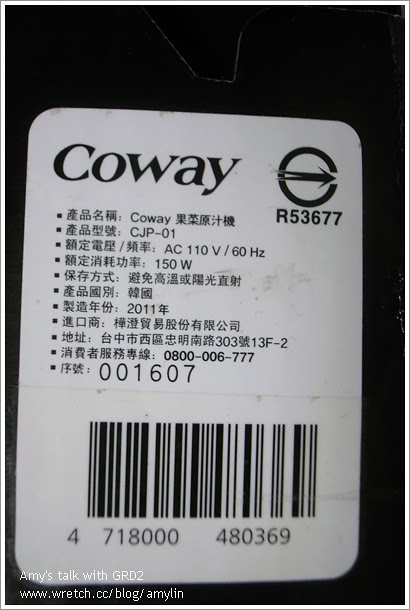 Coway
R53677
▪ 產品名稱：Coway 果菜原汁機
▪ 產品型號：CJP-01
▪ 額定電壓/頻率：AC 110 V / 60 Hz
▪ 額定消耗功率：150 W
▪ 保存方式：避免高溫或陽光直射
▪ 產品國別：韓國
▪ 製造年份：2011年
▪ 進口商：樺澄貿易股份有限公司
▪ 地址：台中市西區忠明南路303號13F-2
▪ 消費者服務專線：0800-006-777
▪ 序號：001607
4 718000 480369
Amy's talk with GRD2
www.wretch.cc/blog/amylin